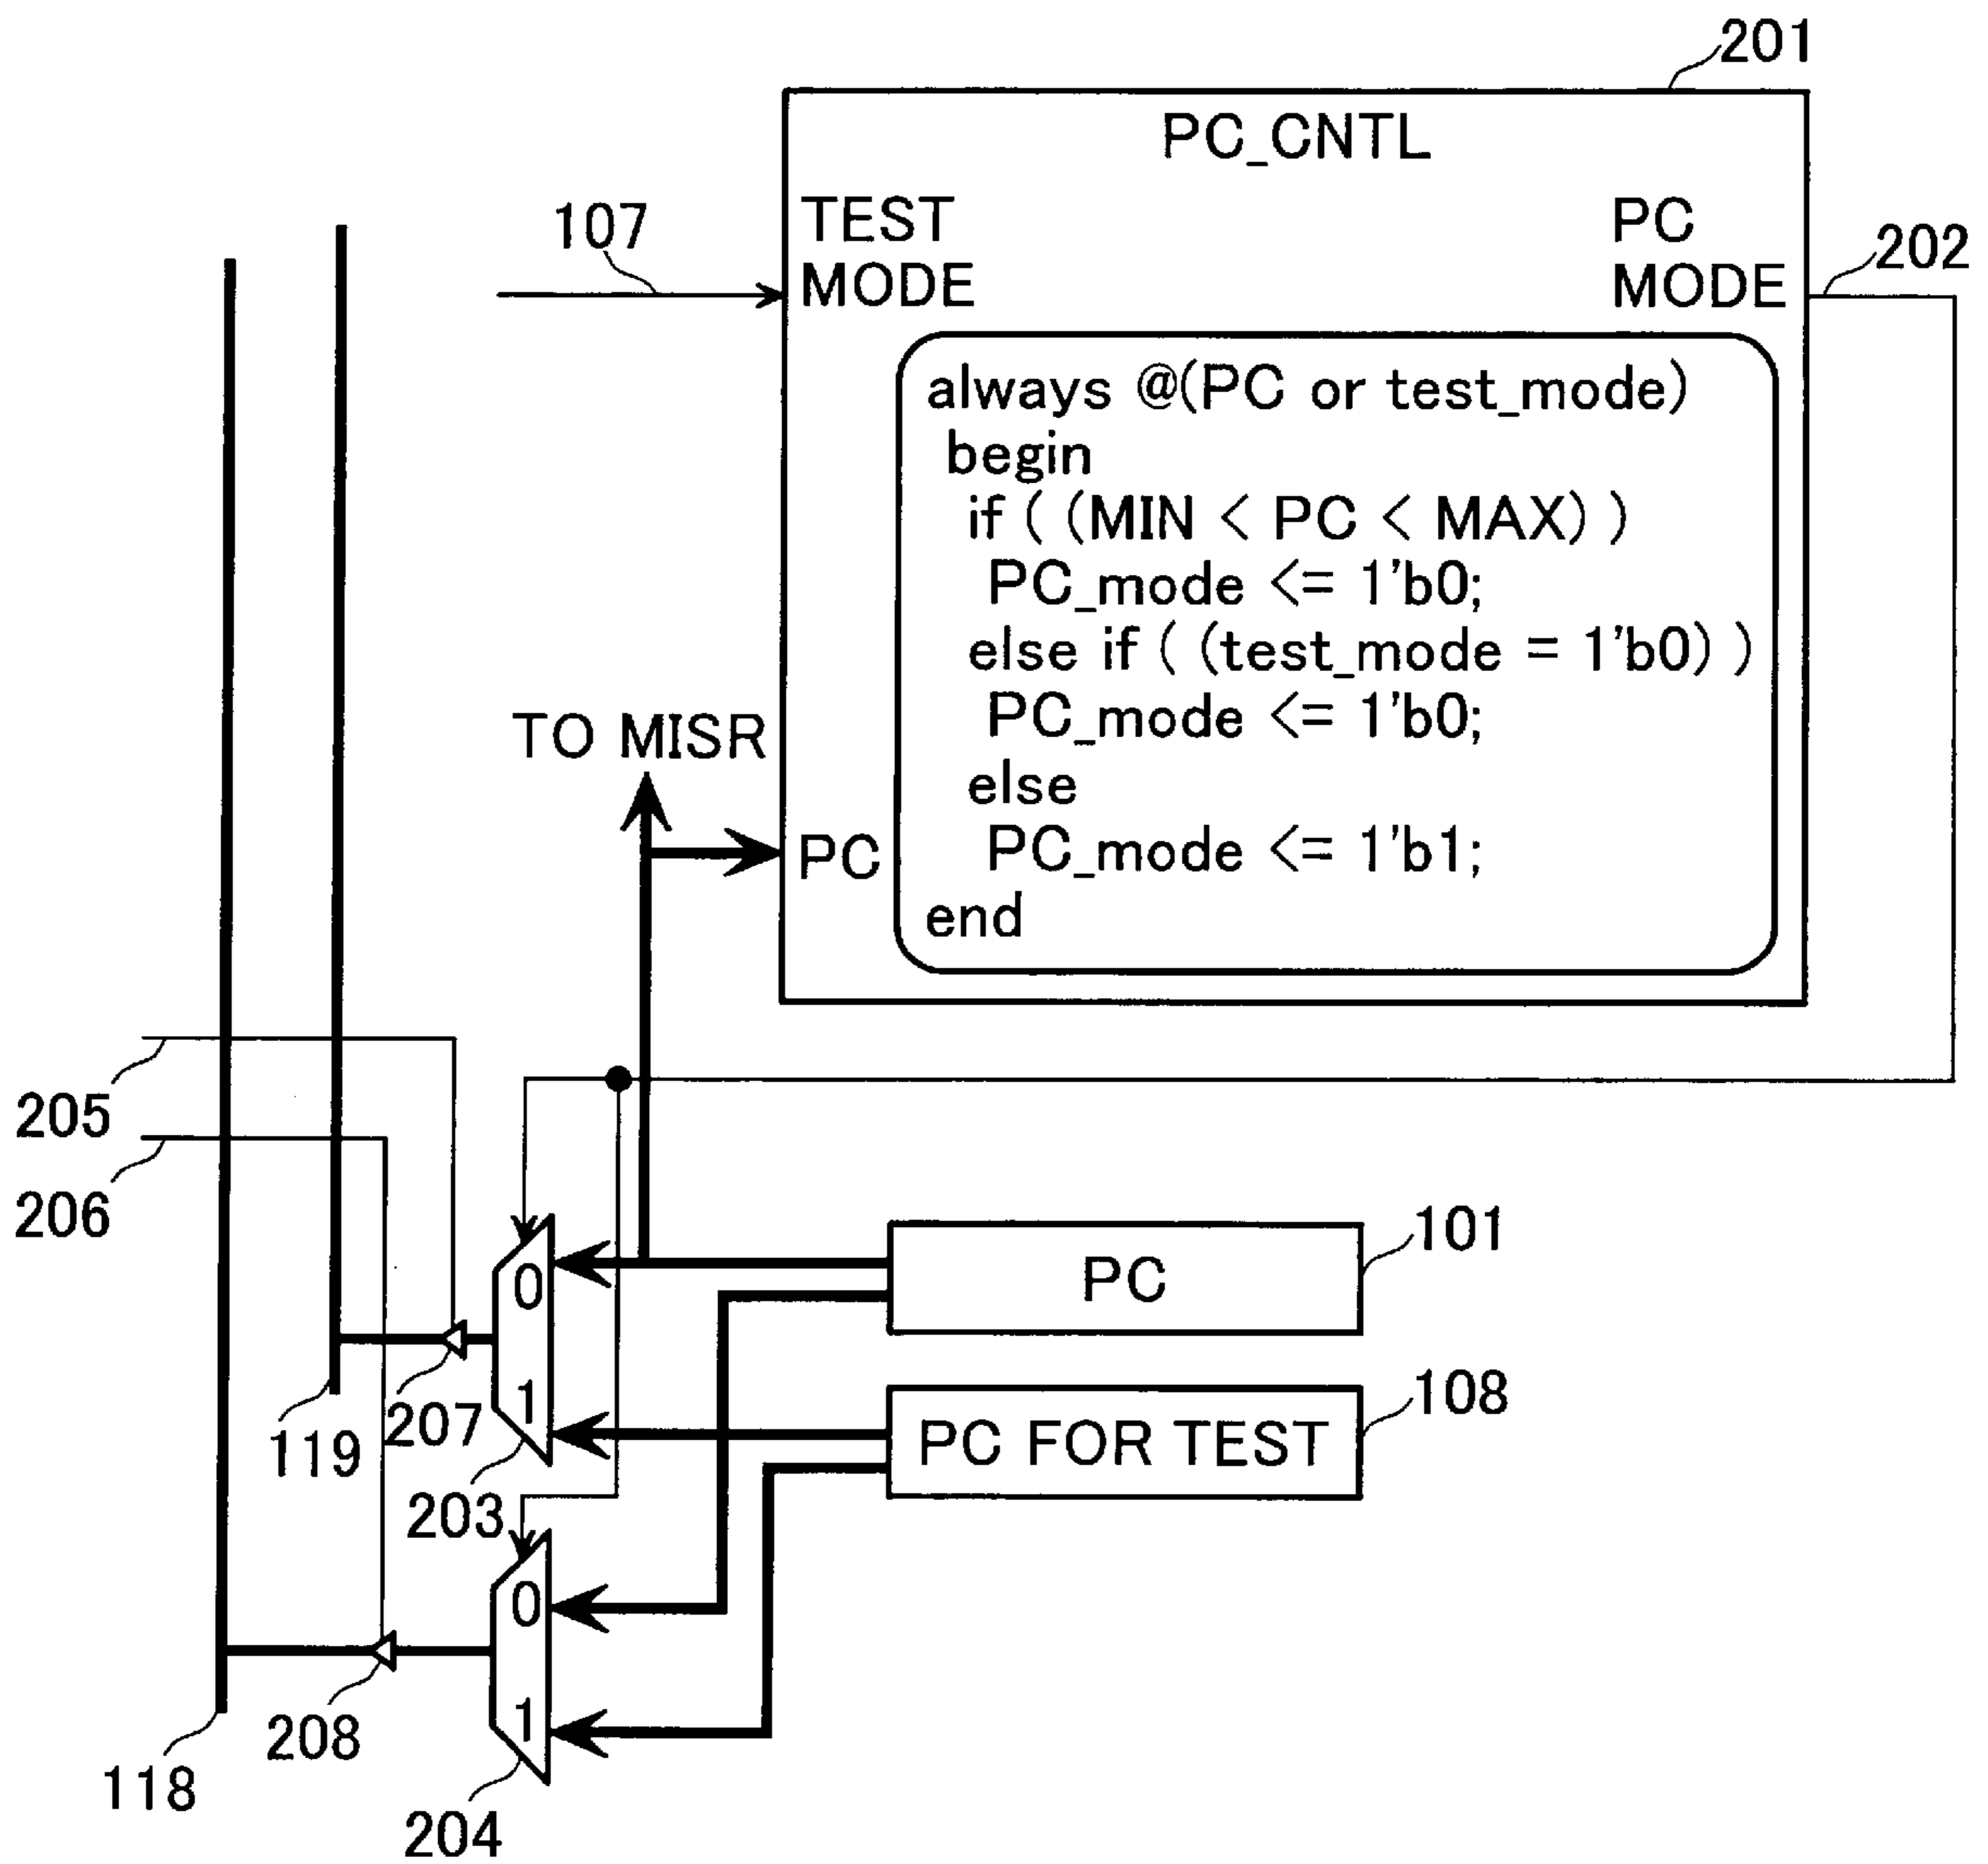 201
PC_CNTL
TEST
MODE
PC
MODE
107
202
always @(PC or test_mode)
begin
if ( (MIN < PC < MAX) )
PC_mode <= 1'b0;
else if ( (test_mode = 1'b0) )
PC_mode <= 1'b0;
else
PC_mode <= 1'b1;
end
TO MISR
PC
205
206
101
0
PC
1
108
PC FOR TEST
207
119
203
0
1
208
118
204